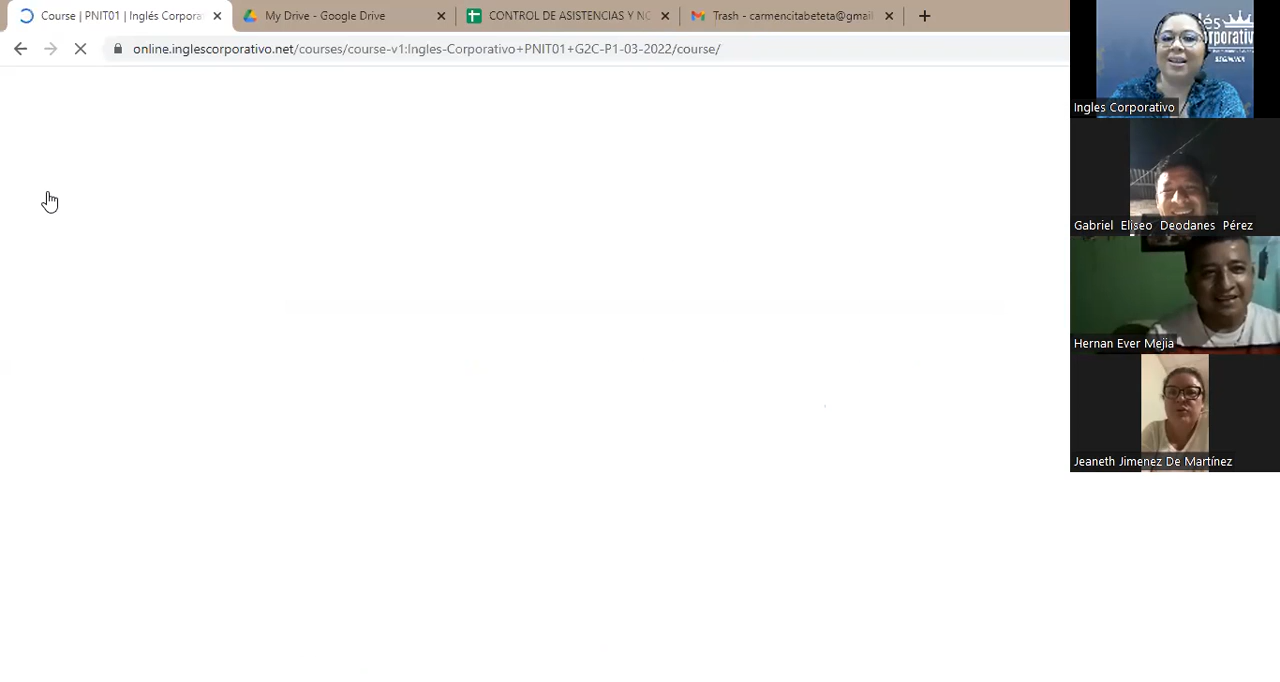 Course | PNIT01 | Inglés Corpora
My Drive - Google Drive
CONTROL DE ASISTENCIAS Y NO
Trash - carmencitabeteta@gmail
online.inglescorporativo.net/courses/course-v1:Ingles-Corporativo+PNIT01+G2C-P1-03-2022/course/
Ingles Corporativo
Gabriel Eliseo Deodanes Pérez
Hernan Ever Mejia
Jeaneth Jimenez De Martínez